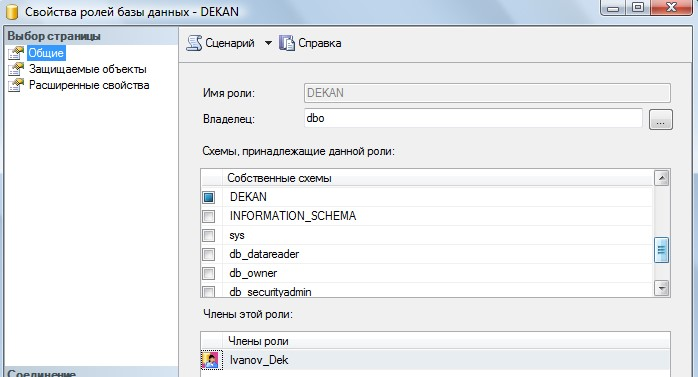 Свойства ролей базы данных - DEKAN
Выбор страницы
Общие
Защищаемые объекты
Расширенные свойства
Соединение
Сценарий
Справка
Имя роли:
DEKAN
Владелец:
dbo
...
Схемы, принадлежащие данной роли:
Собственные схемы
DEKAN
INFORMATION_SCHEMA
sys
db_datareader
db_owner
db_securityadmin
Члены этой роли:
Члены роли
Ivanov_Dek